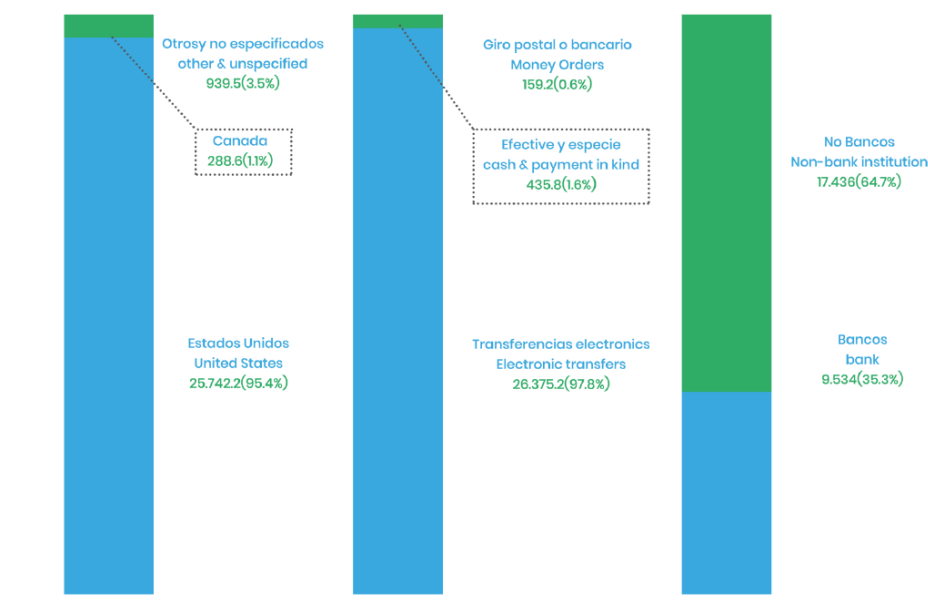 Otrosy no especificados
other & unspecified
939.5(3.5%)
Canada
288.6(1.1%)
Estados Unidos
United States
25.742.2(95.4%)
Giro postal o bancario
Money Orders
159.2(0.6%)
Efective y especie
cash & payment in kind
435.8(1.6%)
Transferencias electronics
Electronic transfers
26.375.2(97.8%)
No Bancos
Non-bank institution
17.436(64.7%)
Bancos
bank
9.534(35.3%)